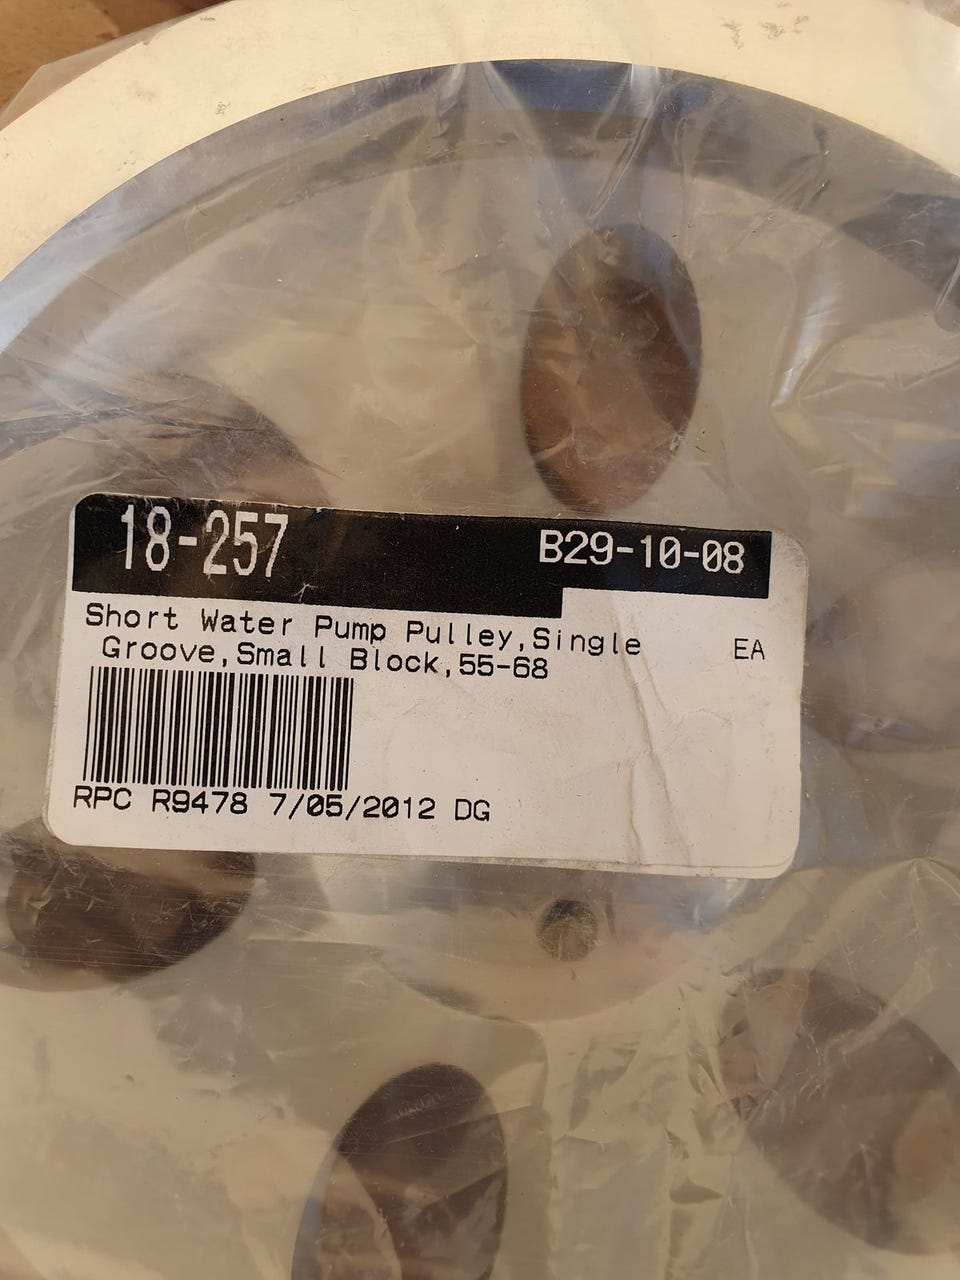 18-257 B29-10-08
Short Water Pump Pulley,Single EA
Groove,Small Block,55-68
RPC R9478 7/05/2012 DG